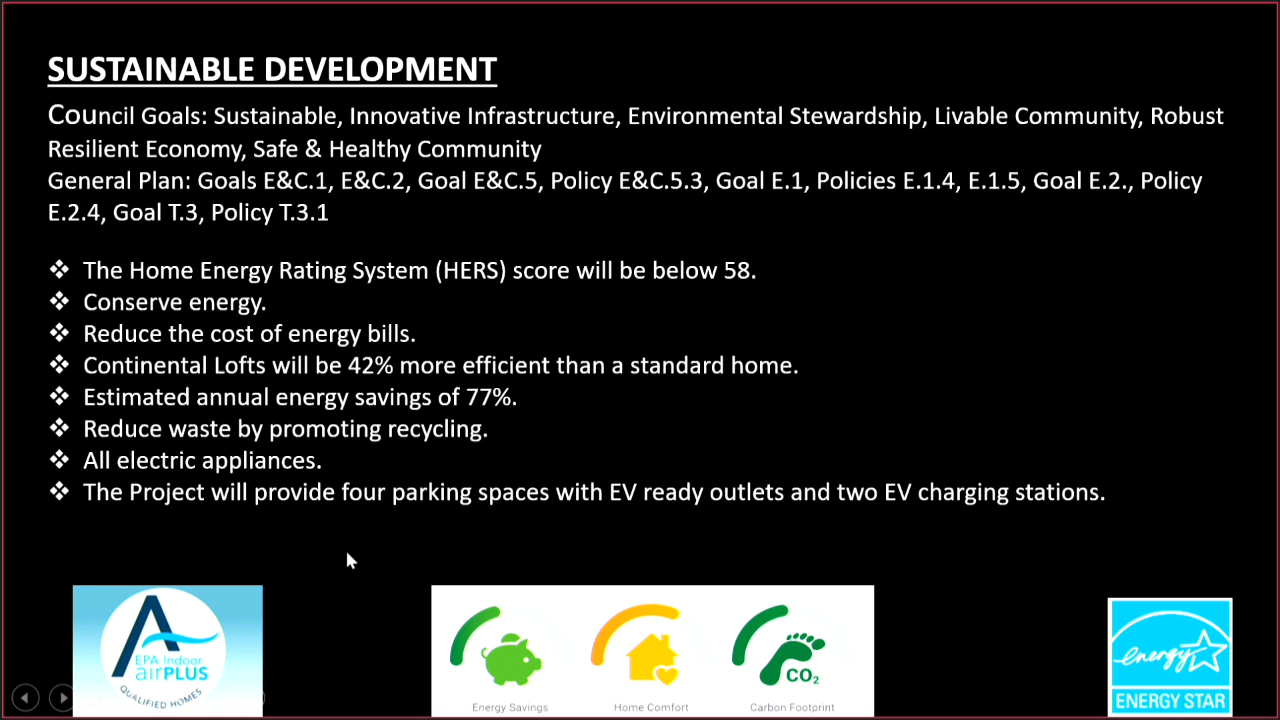 SUSTAINABLE DEVELOPMENT
Council Goals: Sustainable, Innovative Infrastructure, Environmental Stewardship, Livable Community, Robust
Resilient Economy, Safe & Healthy Community
General Plan: Goals E&C.1, E&C.2, Goal E&C.5, Policy E&C.5.3, Goal E.1, Policies E.1.4, E.1.5, Goal E.2., Policy
E.2.4, Goal T.3, Policy T.3.1
❖ The Home Energy Rating System (HERS) score will be below 58.
❖ Conserve energy.
❖ Reduce the cost of energy bills.
❖ Continental Lofts will be 42% more efficient than a standard home.
❖ Estimated annual energy savings of 77%.
❖ Reduce waste by promoting recycling.
❖ All electric appliances.
❖ The Project will provide four parking spaces with EV ready outlets and two EV charging stations.
EPA Indoor
airPLUS
QUALIFIED HOMES
CO₂
Energy Savings
Home Comfort
Carbon Footprint
energy
ENERGY STAR